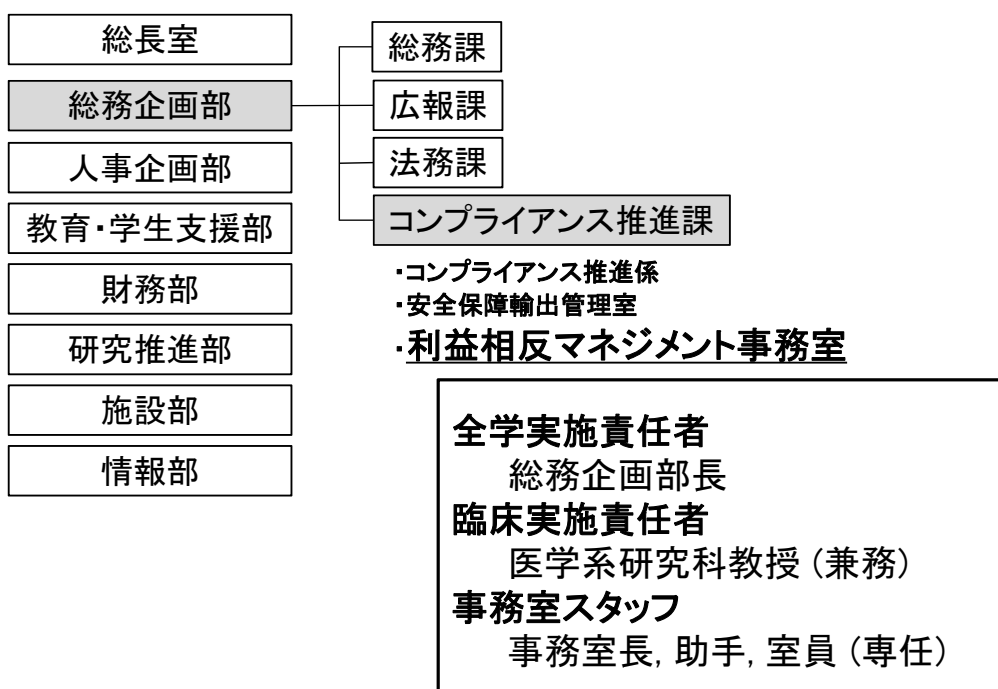 総長室
総務企画部
人事企画部
教育・学生支援部
財務部
研究推進部
施設部
情報部
総務課
広報課
法務課
コンプライアンス推進課
・コンプライアンス推進係
・安全保障輸出管理室
・利益相反マネジメント事務室
全学実施責任者
総務企画部長
臨床実施責任者
医学系研究科教授（兼務）
事務室スタッフ
事務室長, 助手, 室員（専任）